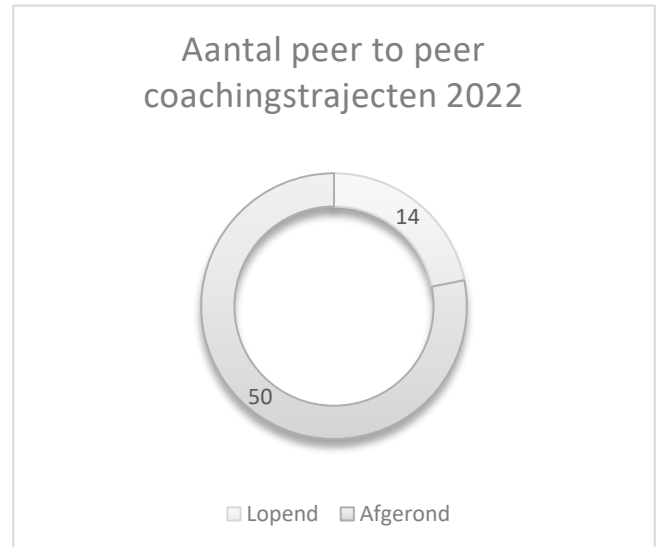 Aantal peer to peer
coachingstrajecten 2022
14
50
Lopend Afgerond